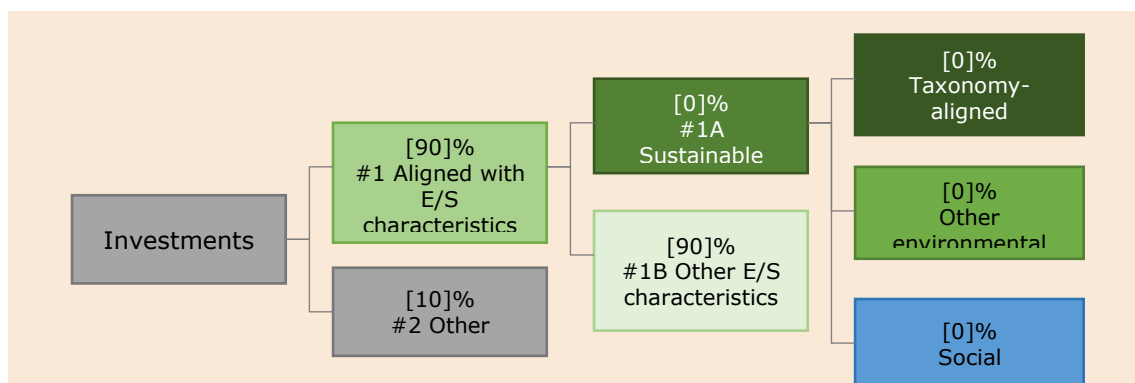 Investments
[90]%
#1 Aligned with
E/S
characteristics
[10]%
#2 Other
[0]%
#1A
Sustainable
[90]%
#1B Other E/S
characteristics
[0]%
Taxonomy-
aligned
[0]%
Other
environmental
[0]%
Social